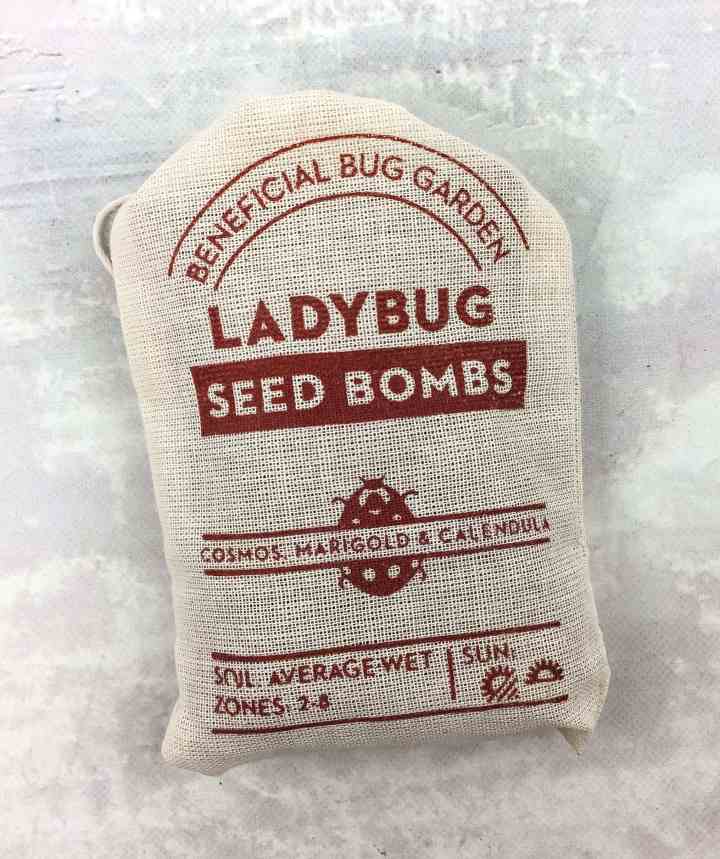 BENEFICIAL BUG GARDEN
LADYBUG
SEED BOMBS
COSMOS, MARIGOLD & CALENDULA
SOIL: AVERAGE WET
ZONES: 2-8
SUN: